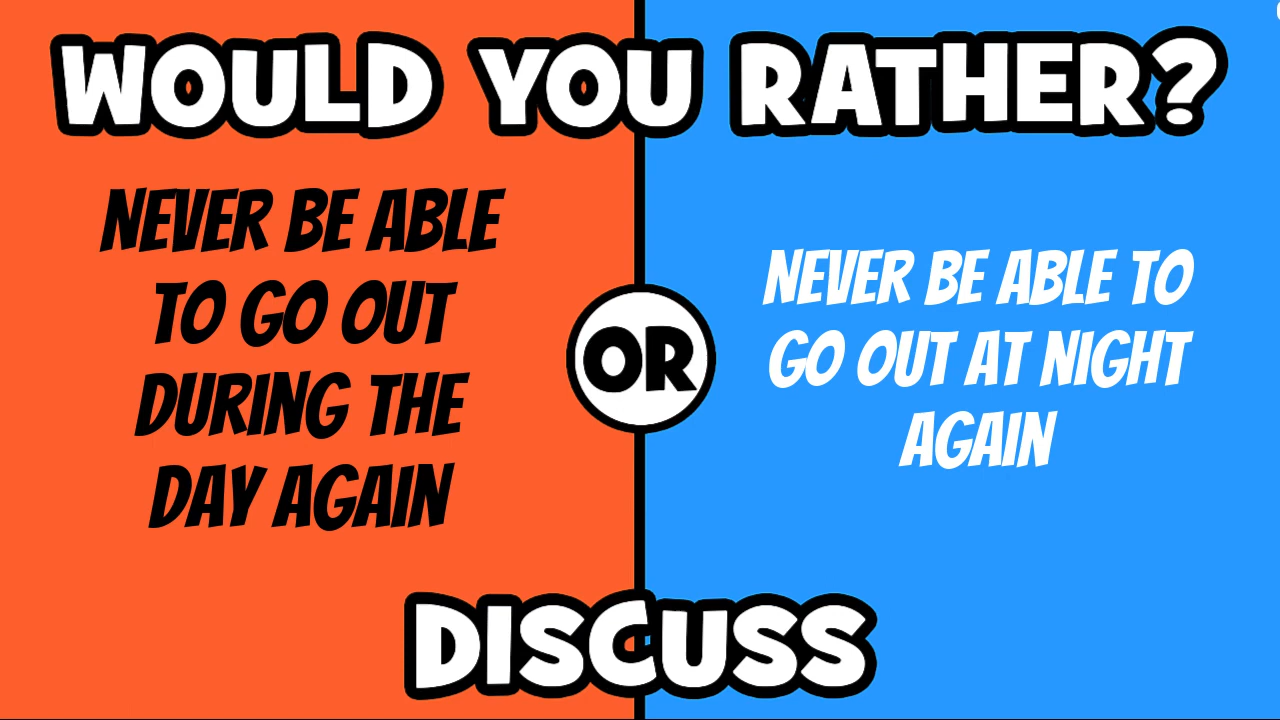 WOULD YOU RATHER?
NEVER BE ABLE
TO GO OUT
DURING THE
DAY AGAIN
OR
NEVER BE ABLE TO
GO OUT AT NIGHT
AGAIN
DISCUSS